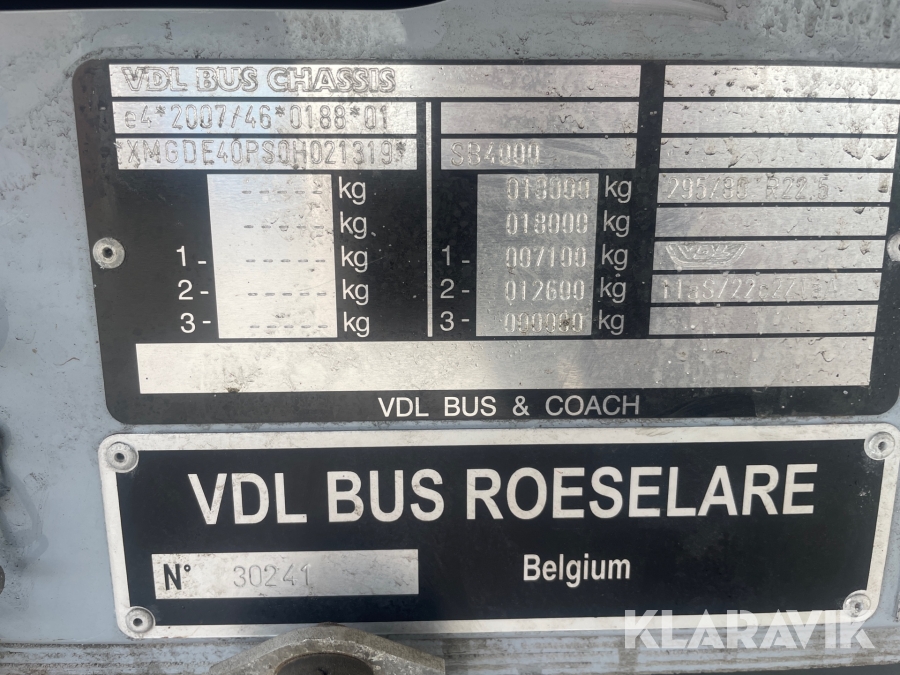 VDL BUS CHASSIS
e4*2007/46*0188*01
*XMGDE40PS0H021319* SB4000
----- kg 018000 kg 295/80 R22.5
----- kg 018000 kg
1- ----- kg 1- 007100 kg VDL
2- ----- kg 2- 012600 kg
3- ----- kg 3- 000000 kg
VDL BUS & COACH
VDL BUS ROESELARE
N° 30241 Belgium
KLARAVIK